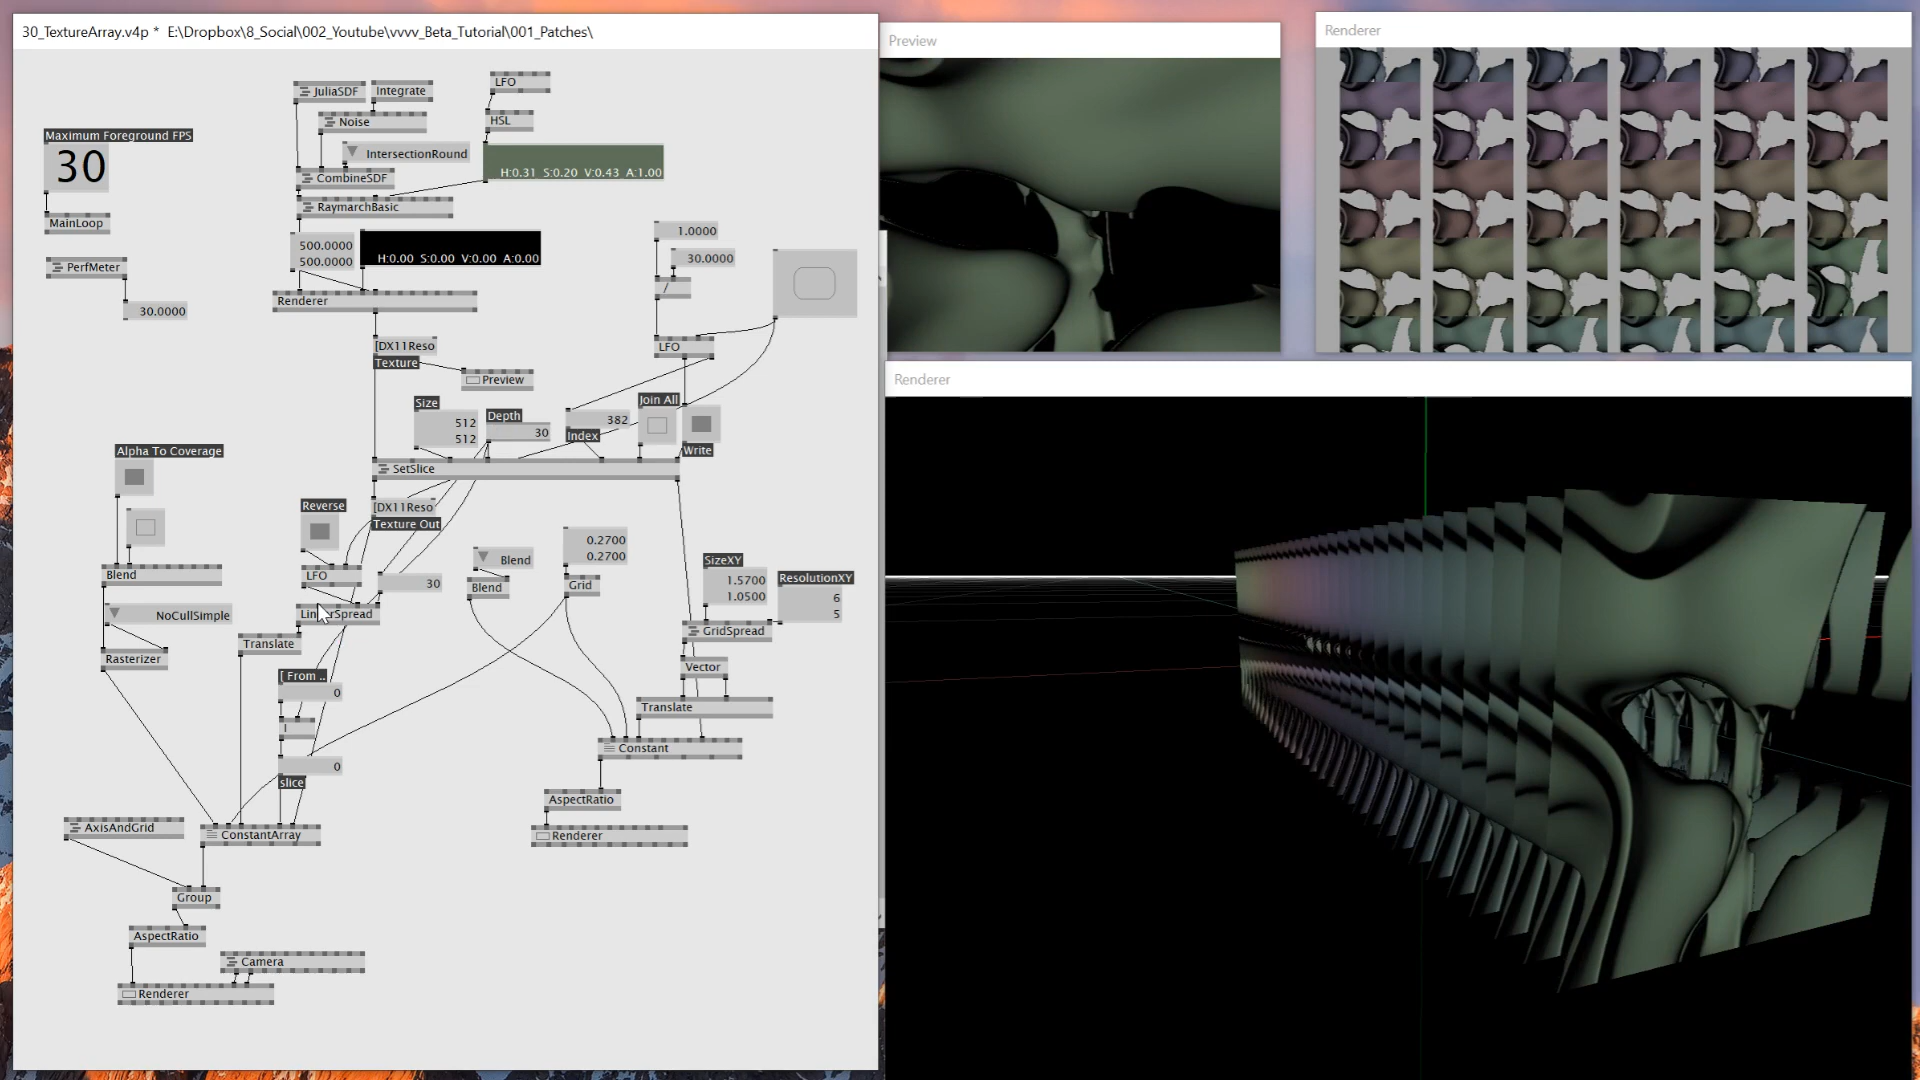 30_TextureArray.v4p *  E:\Dropbox\8_Social\002_Youtube\vvvv_Beta_Tutorial\001_Patches\
Preview
Renderer
JuliaSDF
Integrate
LFO
Noise
HSL
Maximum Foreground FPS
30
IntersectionRound
H:0.31 S:0.20 V:0.43 A:1.00
CombineSDF
RaymarchBasic
MainLoop
1.0000
500.0000
500.0000
H:0.00 S:0.00 V:0.00 A:0.00
30.0000
PerfMeter
/
Renderer
30.0000
[DX11Reso
Texture
LFO
Preview
Renderer
Size
512
512
Depth
30
382
Index
Join All
Write
Alpha To Coverage
SetSlice
Reverse
[DX11Reso
Texture Out
0.2700
0.2700
Blend
LFO
30
Blend
Blend
Grid
SizeXY
1.5700
1.0500
ResolutionXY
6
5
NoCullSimple
Translate
GridSpread
Rasterizer
[ From ..
0
Vector
Translate
0
slice
Constant
AspectRatio
AxisAndGrid
ConstantArray
Renderer
Group
AspectRatio
Camera
Renderer